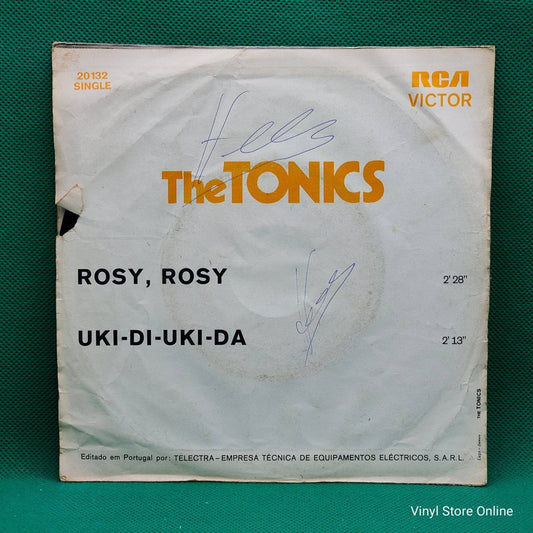 20132
SINGLE
RCA
VICTOR
The TONICS
ROSY, ROSY 2' 28"
UKI-DI-UKI-DA 2' 13"
THE TONICS
Editado em Portugal por: TELECTRA – EMPRESA TÉCNICA DE EQUIPAMENTOS ELÉCTRICOS, S.A.R.L.
Vinyl Store Online